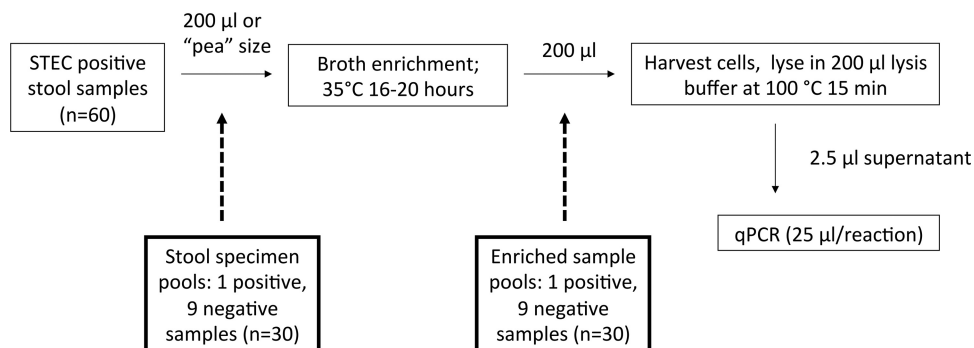 STEC positive
stool samples
(n=60)
200 µl or
“pea” size
Broth enrichment;
35°C 16-20 hours
200 µl
Harvest cells,  lyse in 200 µl lysis
buffer at 100 °C 15 min
2.5 µl supernatant
qPCR (25 µl/reaction)
Stool specimen
pools: 1 positive,
9 negative
samples (n=30)
Enriched sample
pools: 1 positive,
9 negative
samples (n=30)